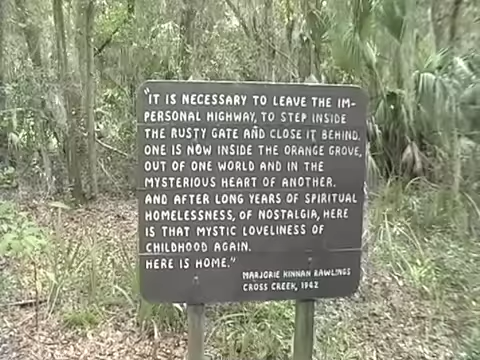 "IT IS NECESSARY TO LEAVE THE IM-
PERSONAL HIGHWAY, TO STEP INSIDE
THE RUSTY GATE AND CLOSE IT BEHIND.
ONE IS NOW INSIDE THE ORANGE GROVE,
OUT OF ONE WORLD AND IN THE
MYSTERIOUS HEART OF ANOTHER.
AND AFTER LONG YEARS OF SPIRITUAL
HOMELESSNESS, OF NOSTALGIA, HERE
IS THAT MYSTIC LOVELINESS OF
CHILDHOOD AGAIN.
HERE IS HOME."
MARJORIE KINNAN RAWLINGS
CROSS CREEK, 1942